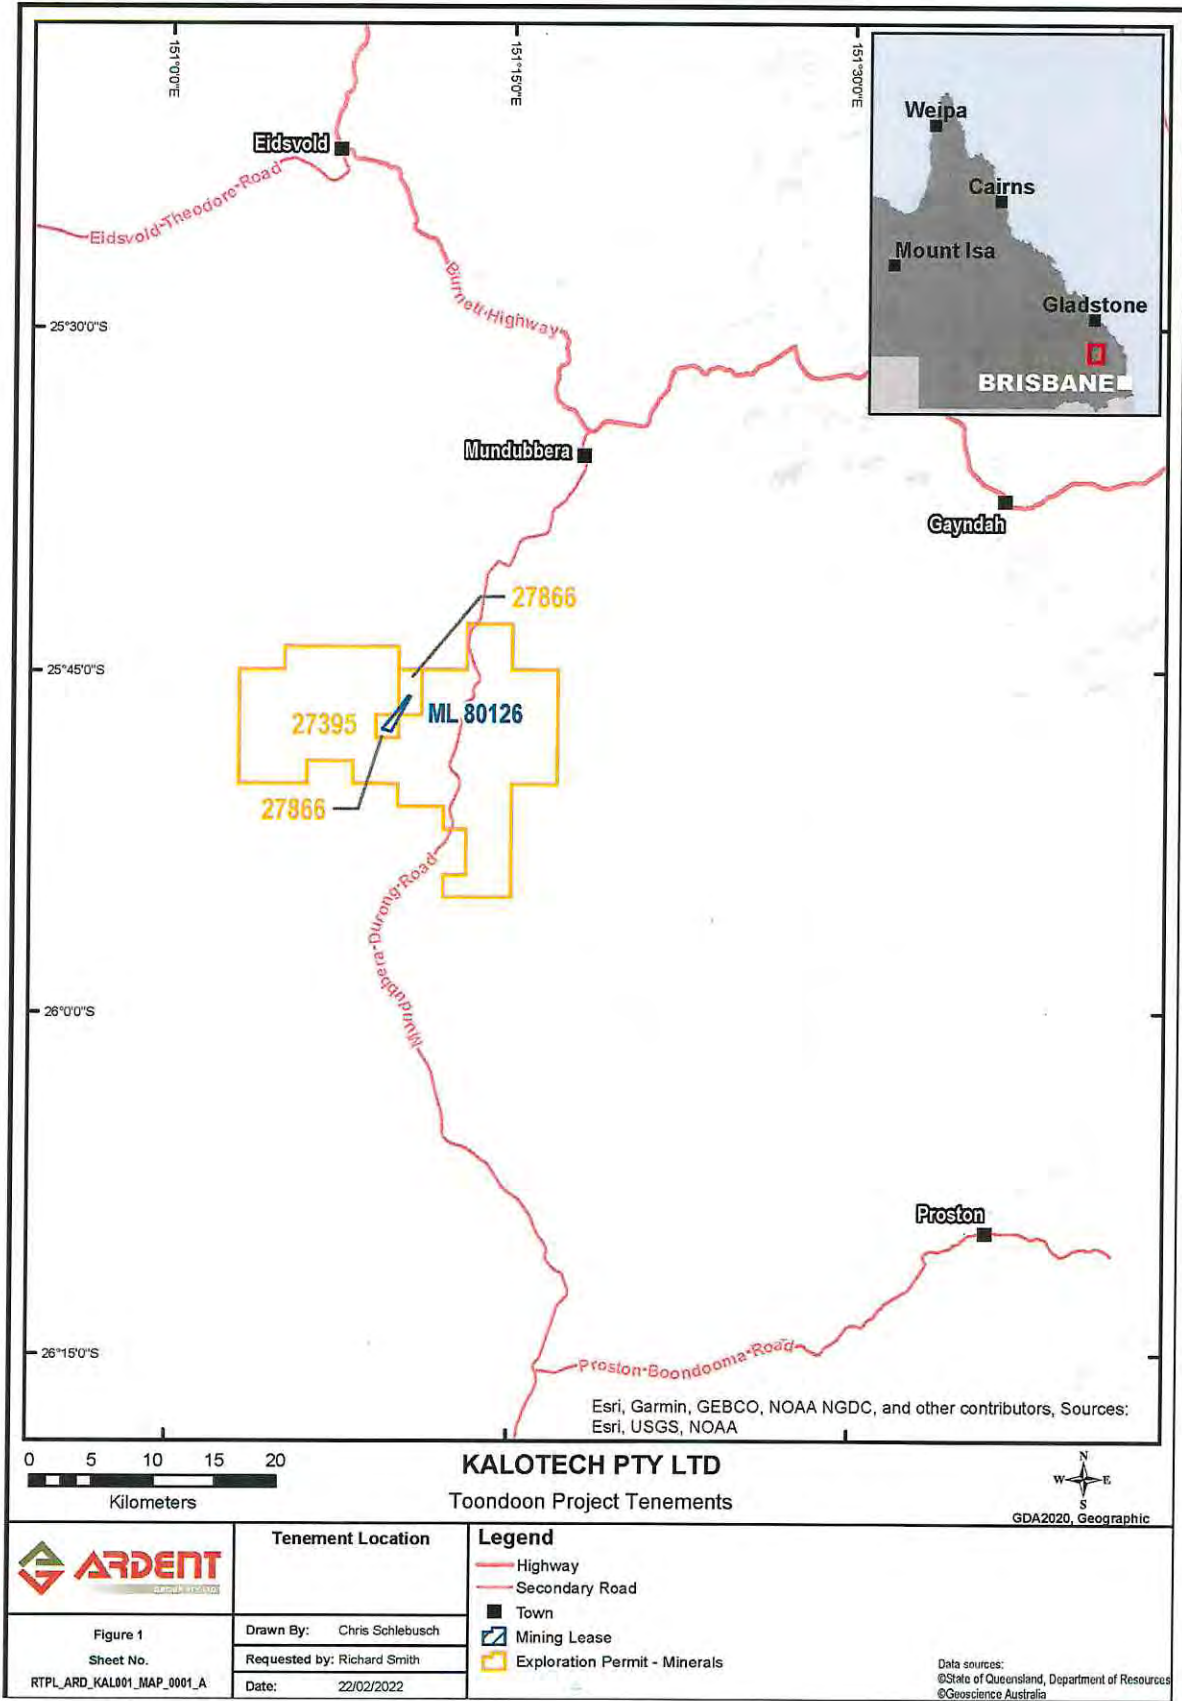 151°0'0"E
151°15'0"E
151°30'0"E
Weipa
Cairns
Mount Isa
Gladstone
BRISBANE
Eidsvold
Eidsvold-Theodore-Road
Burnett-Highway
25°30'0"S
Mundubbera
Gayndah
27866
25°45'0"S
27395
ML 80126
27866
Mundubbera-Durong-Road
26°0'0"S
Proston
26°15'0"S
Proston-Boondooma-Road
Esri, Garmin, GEBCO, NOAA NGDC, and other contributors, Sources:
Esri, USGS, NOAA
0 5 10 15 20
Kilometers
KALOTECH PTY LTD
Toondoon Project Tenements
N
W E
S
GDA2020, Geographic
ARDENT
Tenement Location
Figure 1
Sheet No.
RTPL_ARD_KAL001_MAP_0001_A
Drawn By: Chris Schlebusch
Requested by: Richard Smith
Date: 22/02/2022
Legend
Highway
Secondary Road
Town
Mining Lease
Exploration Permit - Minerals
Data sources:
©State of Queensland, Department of Resources
©Geoscience Australia